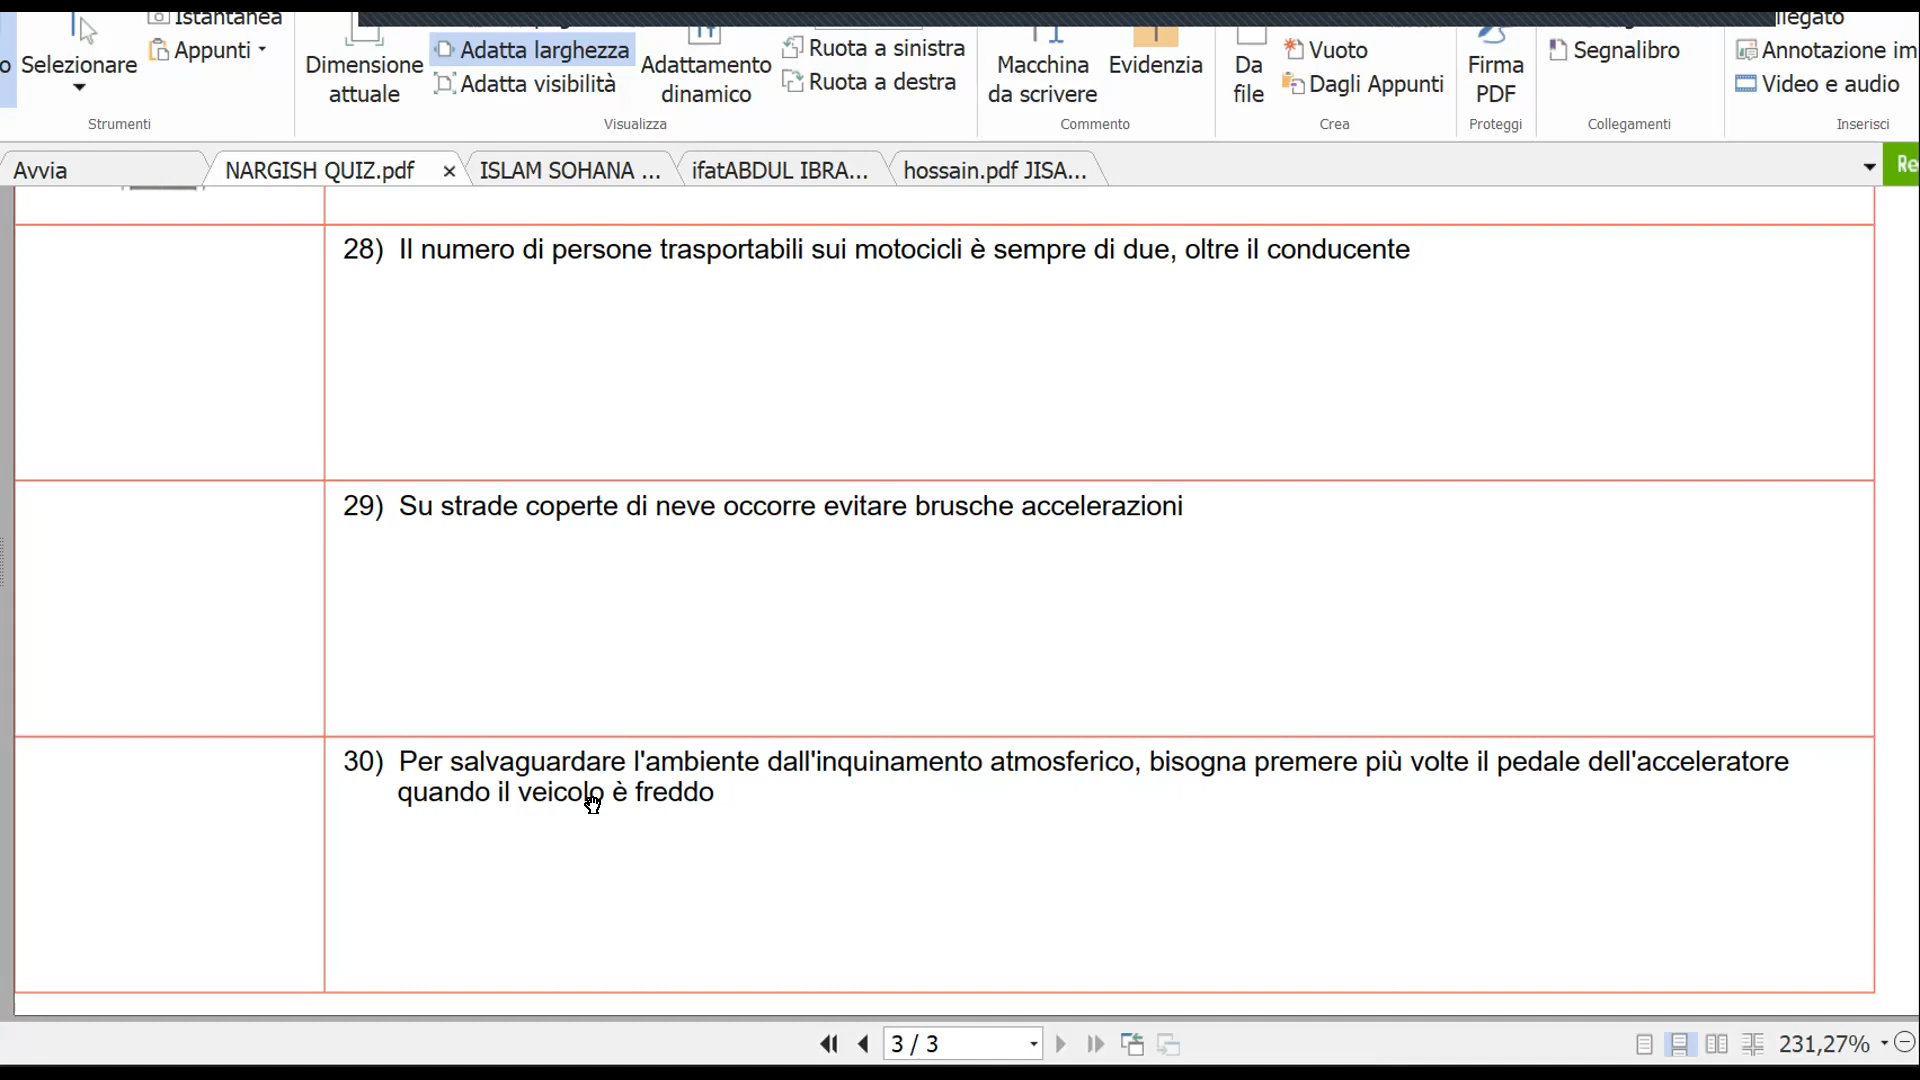 Istantanea
Selezionare
Appunti
Strumenti
Dimensione
attuale
Adatta larghezza
Adatta visibilità
Adattamento
dinamico
Ruota a sinistra
Ruota a destra
Visualizza
Macchina
da scrivere
Evidenzia
Commento
Da
file
Vuoto
Dagli Appunti
Crea
Firma
PDF
Proteggi
Segnalibro
Collegamenti
llegato
Annotazione im
Video e audio
Inserisci
Avvia
NARGISH QUIZ.pdf
ISLAM SOHANA ...
ifatABDUL IBRA...
hossain.pdf JISA...
Re
28) Il numero di persone trasportabili sui motocicli è sempre di due, oltre il conducente
29) Su strade coperte di neve occorre evitare brusche accelerazioni
30) Per salvaguardare l'ambiente dall'inquinamento atmosferico, bisogna premere più volte il pedale dell'acceleratore
quando il veicolo è freddo
3 / 3
231,27%